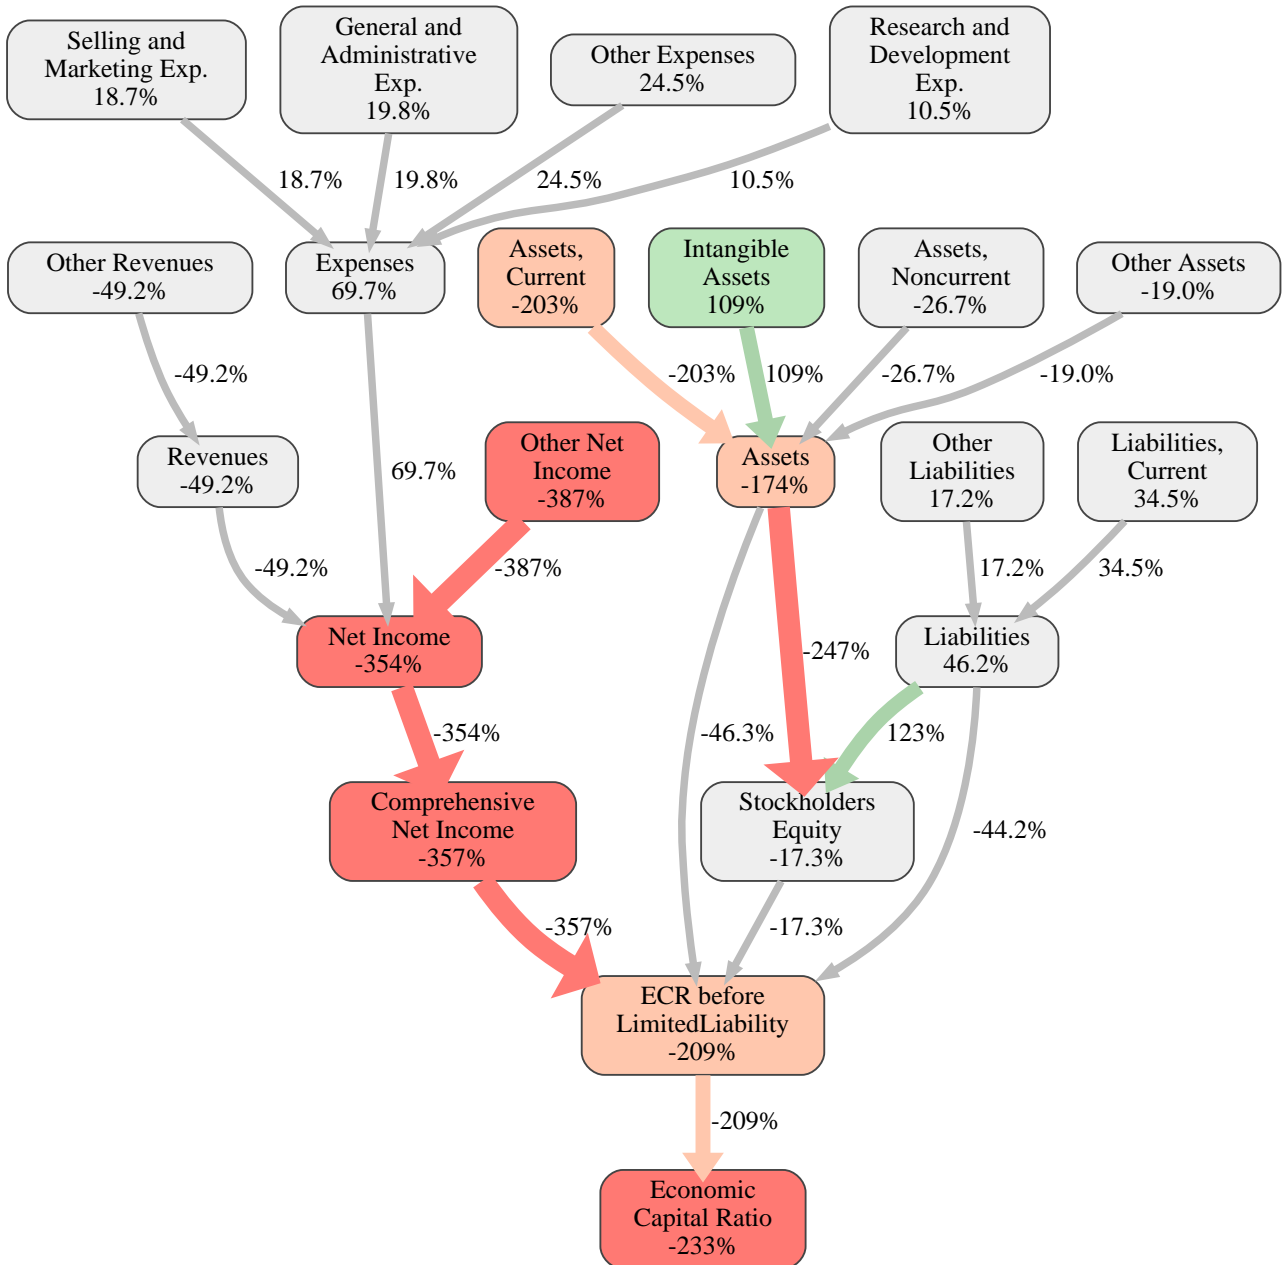 Selling and
Marketing Exp.
18.7%
General and
Administrative
Exp.
19.8%
Other Expenses
24.5%
Research and
Development
Exp.
10.5%
18.7%
19.8%
24.5%
10.5%
Other Revenues
-49.2%
Expenses
69.7%
Assets,
Current
-203%
Intangible
Assets
109%
Assets,
Noncurrent
-26.7%
Other Assets
-19.0%
-49.2%
-203%
109%
-26.7%
-19.0%
Revenues
-49.2%
69.7%
Other Net
Income
-387%
Assets
-174%
Other
Liabilities
17.2%
Liabilities,
Current
34.5%
-49.2%
-387%
17.2%
34.5%
Net Income
-354%
-247%
Liabilities
46.2%
-354%
-46.3%
123%
Comprehensive
Net Income
-357%
Stockholders
Equity
-17.3%
-44.2%
-357%
-17.3%
ECR before
LimitedLiability
-209%
-209%
Economic
Capital Ratio
-233%